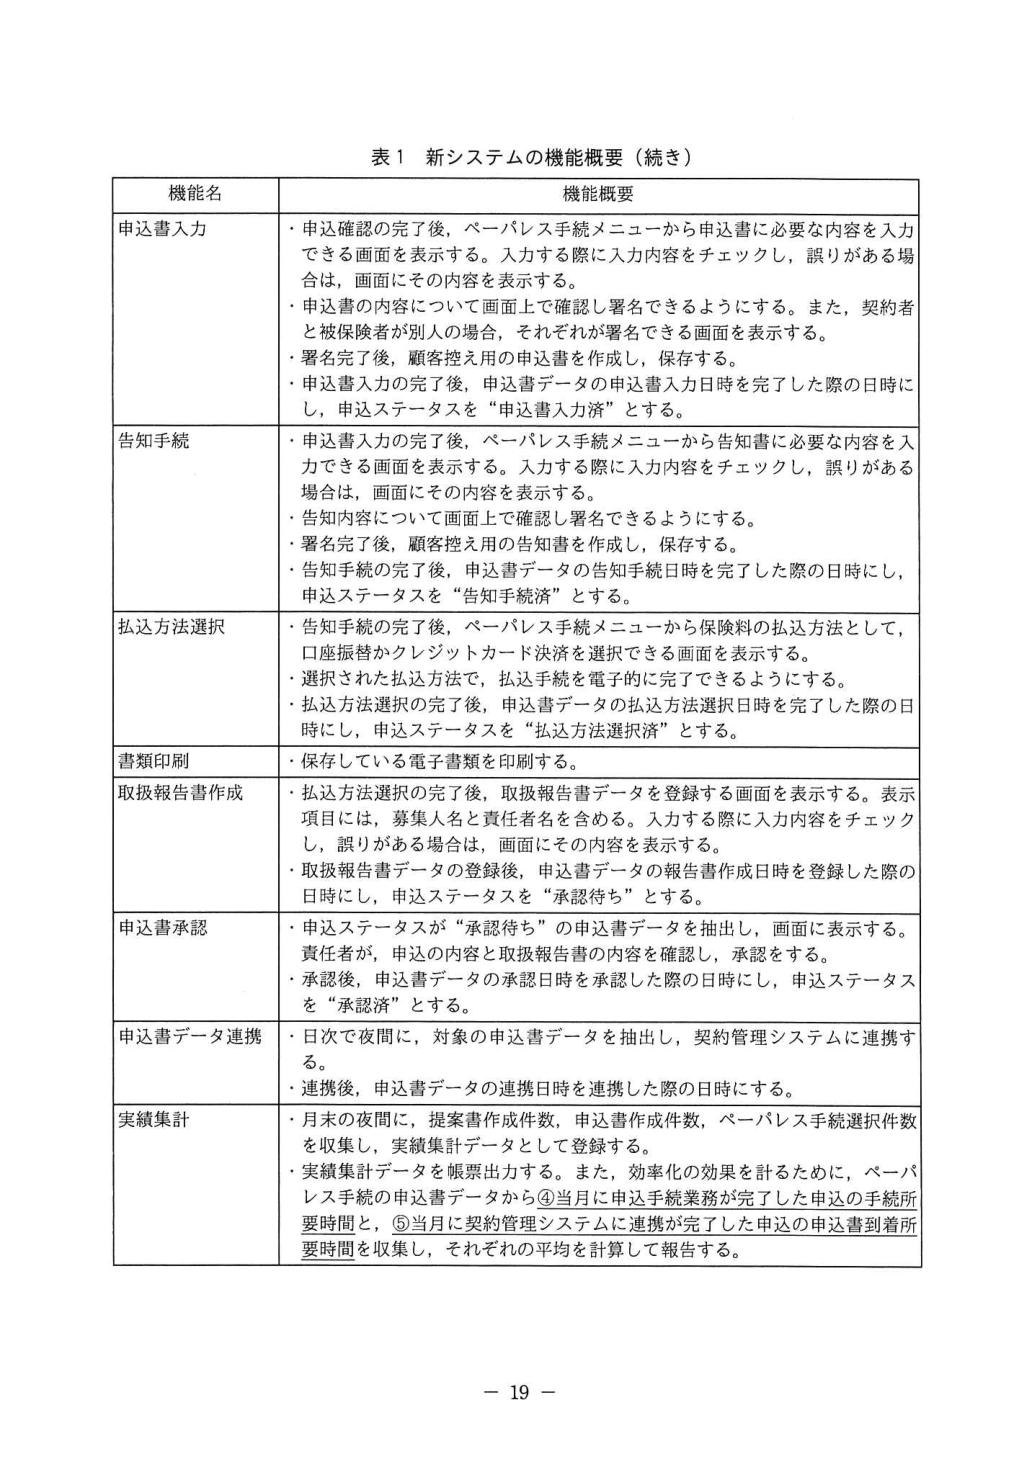 表1　新システムの機能概要（続き）
機能名
機能概要
申込書入力
・申込確認の完了後，ペーパレス手続メニューから申込書に必要な内容を入力
できる画面を表示する。入力する際に入力内容をチェックし，誤りがある場
合は，画面にその内容を表示する。
・申込書の内容について画面上で確認し署名できるようにする。また，契約者
と被保険者が別人の場合，それぞれが署名できる画面を表示する。
・署名完了後，顧客控え用の申込書を作成し，保存する。
・申込書入力の完了後，申込書データの申込書入力日時を完了した際の日時に
し，申込ステータスを“申込書入力済”とする。
告知手続
・申込書入力の完了後，ペーパレス手続メニューから告知書に必要な内容を入
力できる画面を表示する。入力する際に入力内容をチェックし，誤りがある
場合は，画面にその内容を表示する。
・告知内容について画面上で確認し署名できるようにする。
・署名完了後，顧客控え用の告知書を作成し，保存する。
・告知手続の完了後，申込書データの告知手続日時を完了した際の日時にし，
申込ステータスを“告知手続済”とする。
払込方法選択
・告知手続の完了後，ペーパレス手続メニューから保険料の払込方法として，
口座振替かクレジットカード決済を選択できる画面を表示する。
・選択された払込方法で，払込手続を電子的に完了できるようにする。
・払込方法選択の完了後，申込書データの払込方法選択日時を完了した際の日
時にし，申込ステータスを“払込方法選択済”とする。
書類印刷
・保存している電子書類を印刷する。
取扱報告書作成
・払込方法選択の完了後，取扱報告書データを登録する画面を表示する。表示
項目には，募集人名と責任者名を含める。入力する際に入力内容をチェック
し，誤りがある場合は，画面にその内容を表示する。
・取扱報告書データの登録後，申込書データの報告書作成日時を登録した際の
日時にし，申込ステータスを“承認待ち”とする。
申込書承認
・申込ステータスが“承認待ち”の申込書データを抽出し，画面に表示する。
責任者が，申込の内容と取扱報告書の内容を確認し，承認をする。
・承認後，申込書データの承認日時を承認した際の日時にし，申込ステータス
を“承認済”とする。
申込書データ連携
・日次で夜間に，対象の申込書データを抽出し，契約管理システムに連携す
る。
・連携後，申込書データの連携日時を連携した際の日時にする。
実績集計
・月末の夜間に，提案書作成件数，申込書作成件数，ペーパレス手続選択件数
を収集し，実績集計データとして登録する。
・実績集計データを帳票出力する。また，効率化の効果を計るために，ペーパ
レス手続の申込書データから④当月に申込手続業務が完了した申込の手続所
要時間と，⑤当月に契約管理システムに連携が完了した申込の申込書到着所
要時間を収集し，それぞれの平均を計算して報告する。
－ 19 －